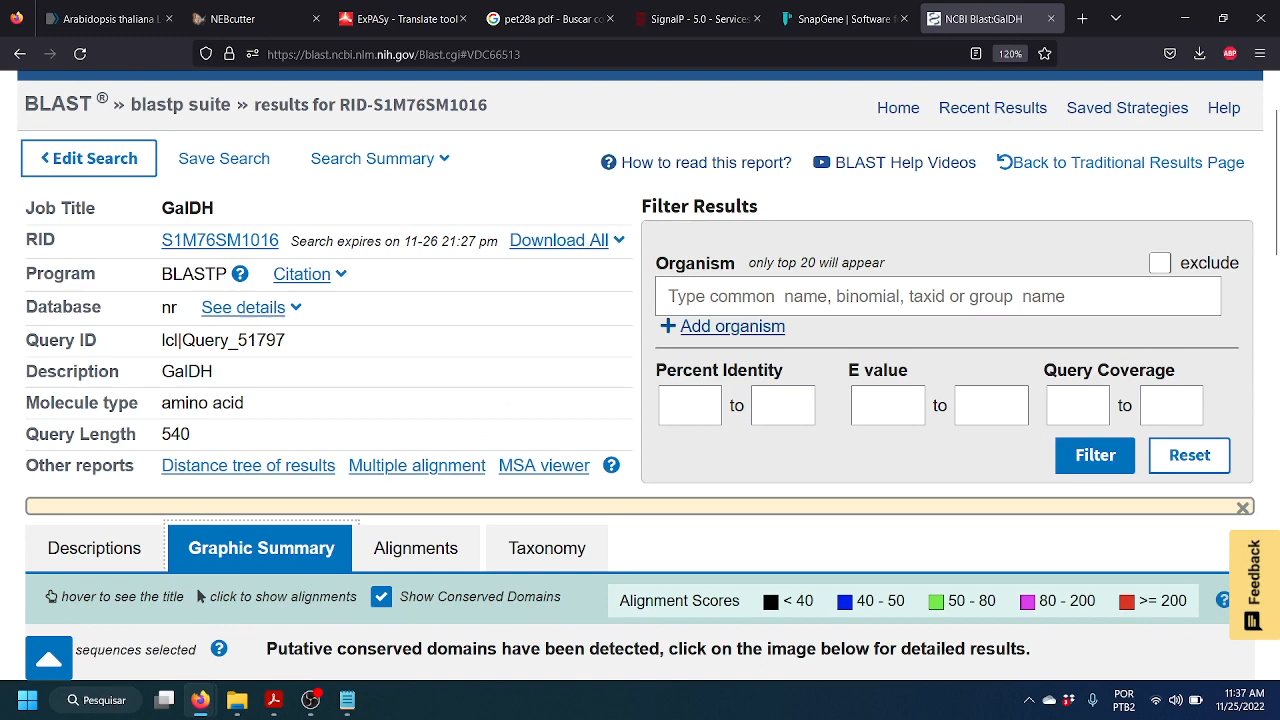 Arabidopsis thaliana L
NEBcutter
ExPASy - Translate tool
pet28a pdf - Buscar co
SignalP - 5.0 - Services
SnapGene | Software
NCBI Blast:GalDH
https://blast.ncbi.nlm.nih.gov/Blast.cgi#VDC66513
120%
ABP
BLAST ® » blastp suite » results for RID-S1M76SM1016
Home Recent Results Saved Strategies Help
Edit Search
Save Search
Search Summary
How to read this report?
BLAST Help Videos
Back to Traditional Results Page
Job Title GalDH
RID S1M76SM1016 Search expires on 11-26 21:27 pm Download All
Program BLASTP Citation
Database nr See details
Query ID lcl|Query_51797
Description GalDH
Molecule type amino acid
Query Length 540
Other reports Distance tree of results Multiple alignment MSA viewer
Filter Results
Organism only top 20 will appear exclude
Type common name, binomial, taxid or group name
Add organism
Percent Identity E value Query Coverage
to to to
Filter Reset
Descriptions Graphic Summary Alignments Taxonomy
hover to see the title click to show alignments Show Conserved Domains
Alignment Scores < 40 40 - 50 50 - 80 80 - 200 >= 200
Feedback
sequences selected
Putative conserved domains have been detected, click on the image below for detailed results.
Pesquisar
POR
PTB2
11:37 AM
11/25/2022